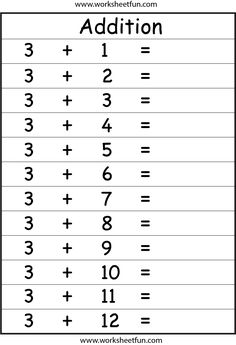 www.worksheetfun.com
Addition
3 + 1 =
3 + 2 =
3 + 3 =
3 + 4 =
3 + 5 =
3 + 6 =
3 + 7 =
3 + 8 =
3 + 9 =
3 + 10 =
3 + 11 =
3 + 12 =
www.worksheetfun.com